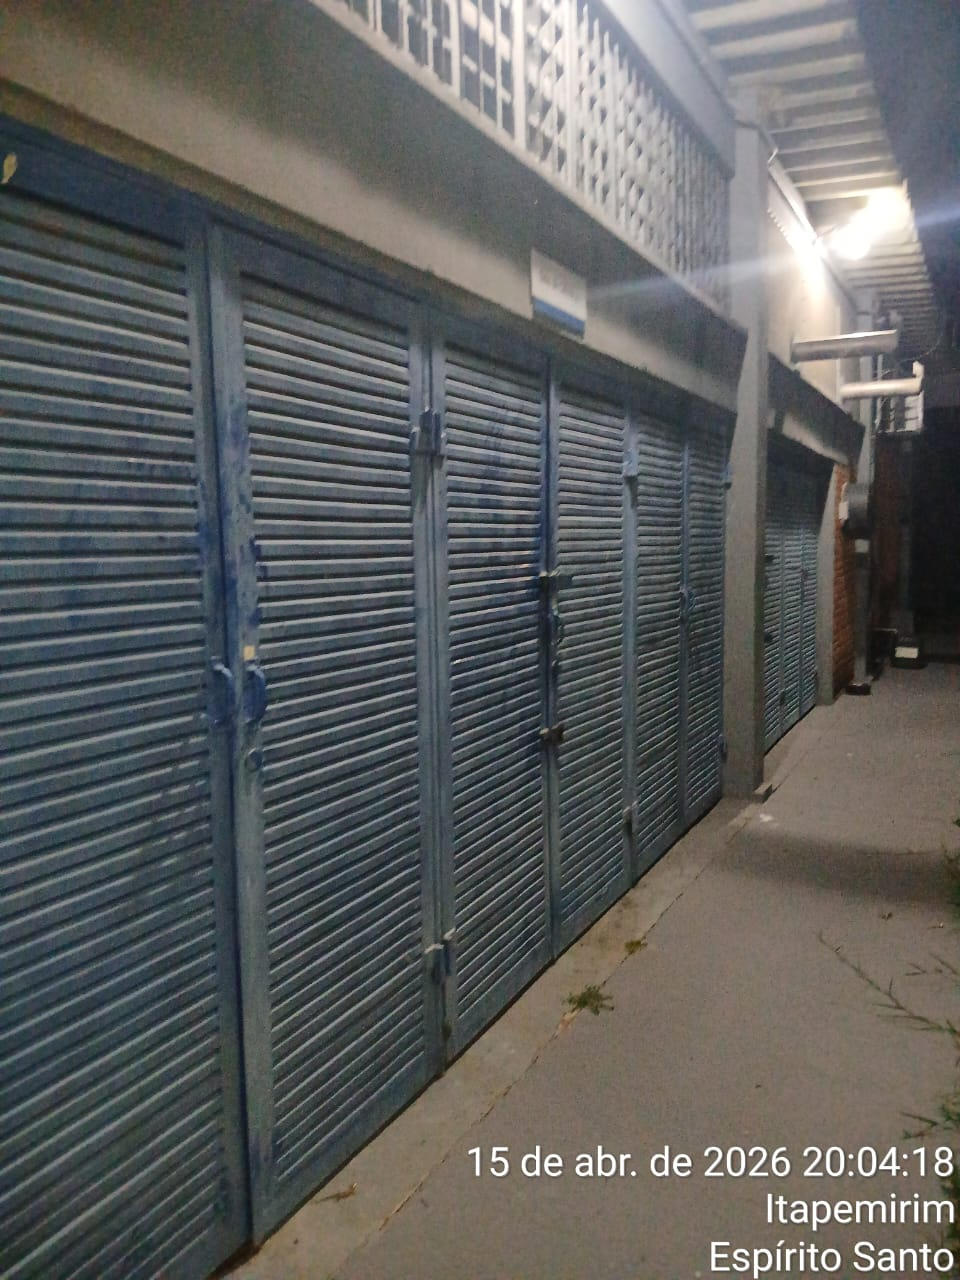 15 de abr. de 2026 20:04:18
Itapemirim
Espírito Santo